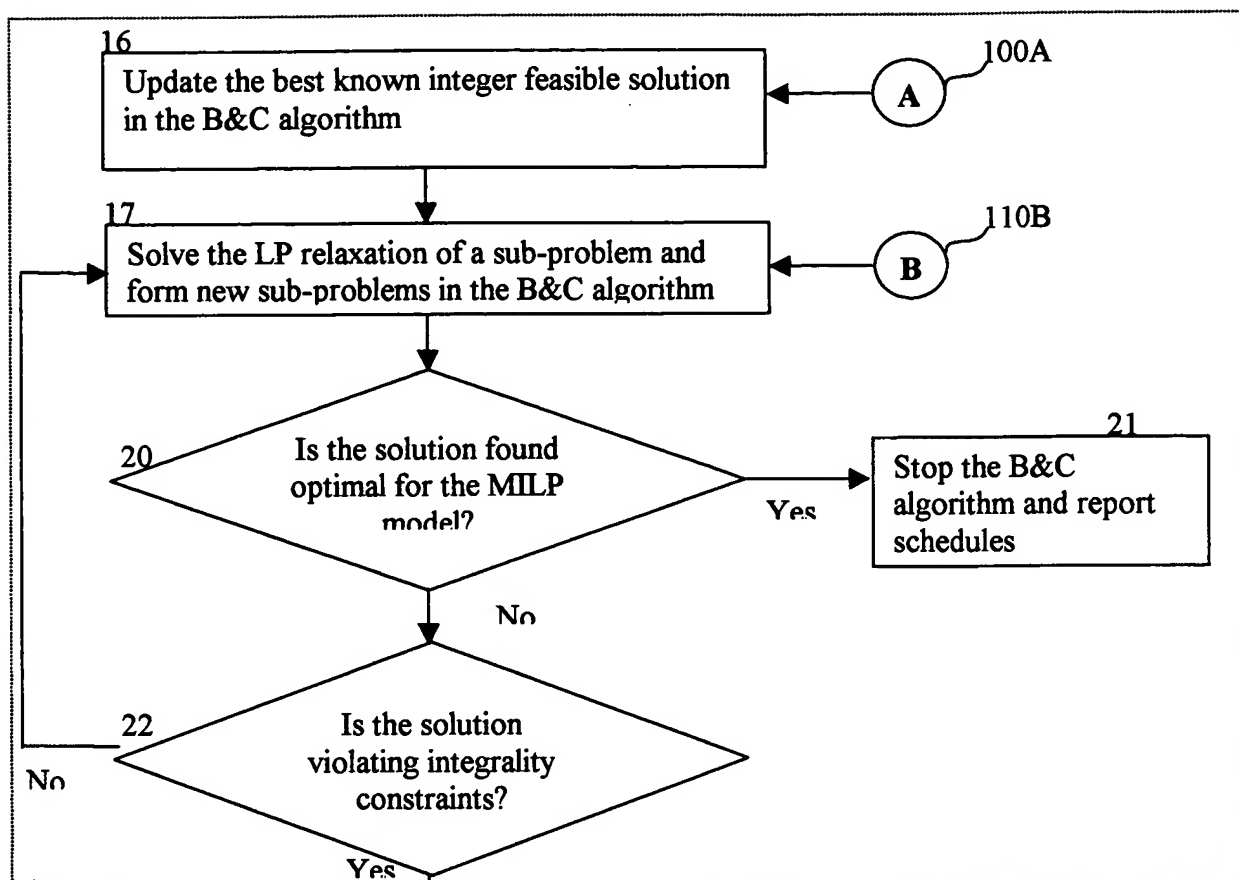 16
Update the best known integer feasible solution
in the B&C algorithm
A
100A
17
Solve the LP relaxation of a sub-problem and
form new sub-problems in the B&C algorithm
B
110B
20
Is the solution found
optimal for the MILP
model?
Yes
21
Stop the B&C
algorithm and report
schedules
No
22
Is the solution
violating integrality
constraints?
No
Yes